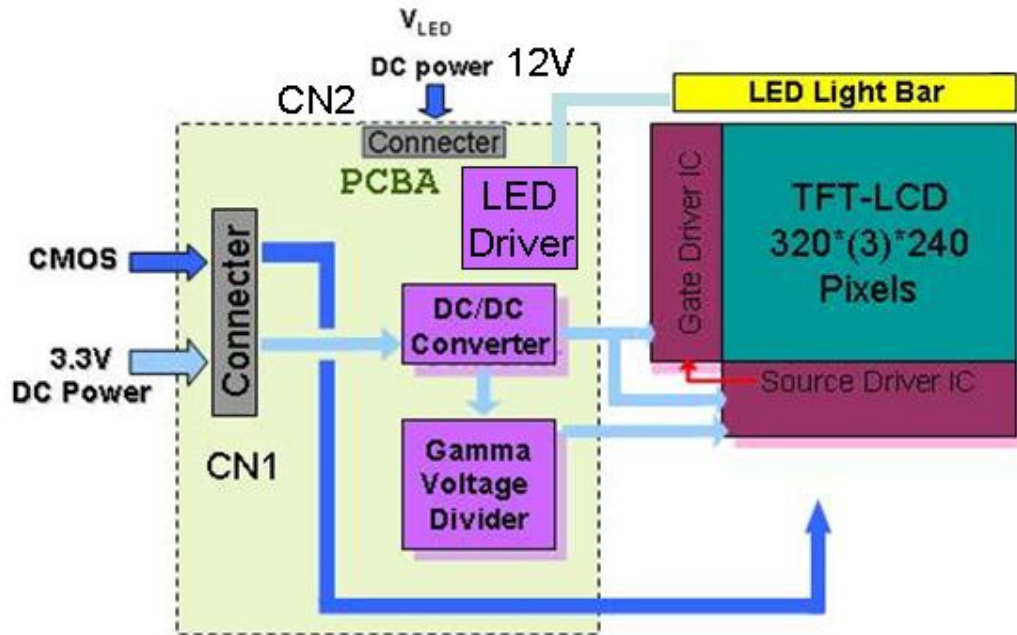 V_LED
DC power 12V
CN2
Connecter
PCBA
LED
Driver
LED Light Bar
Gate Driver IC
TFT-LCD
320*(3)*240
Pixels
Source Driver IC
CMOS
3.3V
DC Power
Connecter
CN1
DC/DC
Converter
Gamma
Voltage
Divider